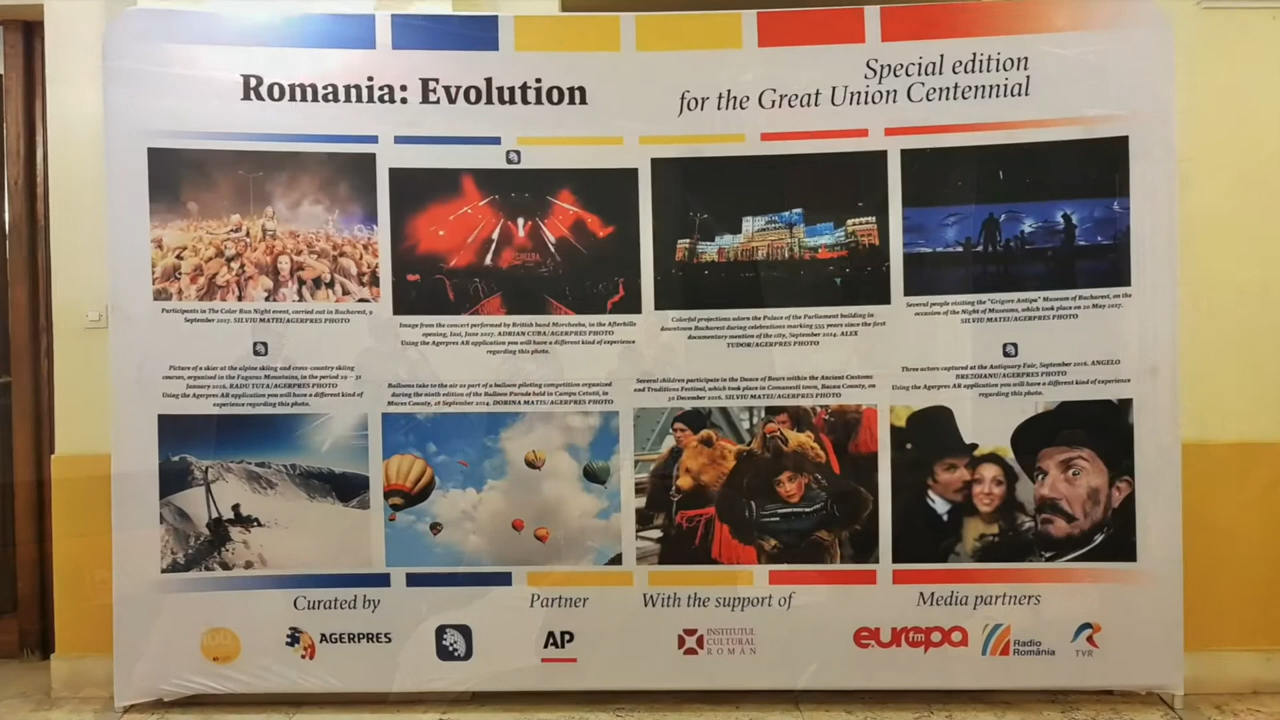 Romania: Evolution
Special edition
for the Great Union Centennial
Participants in The Color Run Night event, carried out in Bucharest, 9
September 2017. SILVIU MATEI/AGERPRES PHOTO
Image from the concert performed by British band Morcheeba, in the Afterhills
opening, Iasi, June 2017. ADRIAN CUBA/AGERPRES PHOTO
Using the Agerpres AR application you will have a different kind of experience
regarding this photo.
Colorful projections adorn the Palace of the Parliament building in
downtown Bucharest during celebrations marking 555 years since the first
documentary mention of the city, September 2014. ALEX
TUDOR/AGERPRES PHOTO
Several people visiting the "Grigore Antipa" Museum of Bucharest, on the
occasion of the Night of Museums, which took place on 20 May 2017.
SILVIU MATEI/AGERPRES PHOTO
Picture of a skier at the alpine skiing and cross-country skiing
courses, organised in the Fagaras Mountains, in the period 29 – 31
January 2016. RADU TUTA/AGERPRES PHOTO
Using the Agerpres AR application you will have a different kind of
experience regarding this photo.
Balloons take to the air as part of a balloon piloting competition organized
during the ninth edition of the Balloon Parade held in Campu Cetatii, in
Mures County, 28 September 2014. DORINA MATIS/AGERPRES PHOTO
Several children participate in the Dance of Bears within the Ancient Customs
and Traditions Festival, which took place in Comanesti town, Bacau County, on
30 December 2016. SILVIU MATEI/AGERPRES PHOTO
Three actors captured at the Antiquary Fair, September 2016. ANGELO
BREZOIANU/AGERPRES PHOTO
Using the Agerpres AR application you will have a different kind of experience
regarding this photo.
Curated by
Partner
With the support of
Media partners
100
AGERPRES
AP
INSTITUTUL
CULTURAL
ROMÂN
europa fm
Radio
România
TVR